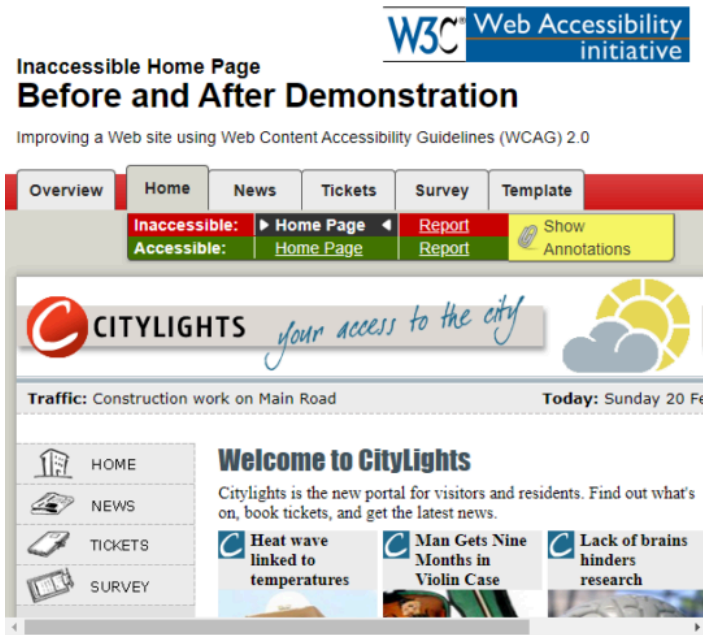 W3C® Web Accessibility
initiative
Inaccessible Home Page
Before and After Demonstration
Improving a Web site using Web Content Accessibility Guidelines (WCAG) 2.0
Overview Home News Tickets Survey Template
Inaccessible: Home Page Report
Accessible: Home Page Report
Show
Annotations
CITYLIGHTS your access to the city
Traffic: Construction work on Main Road Today: Sunday 20 Fe
HOME
NEWS
TICKETS
SURVEY
Welcome to CityLights
Citylights is the new portal for visitors and residents. Find out what's
on, book tickets, and get the latest news.
Heat wave
linked to
temperatures
Man Gets Nine
Months in
Violin Case
Lack of brains
hinders
research